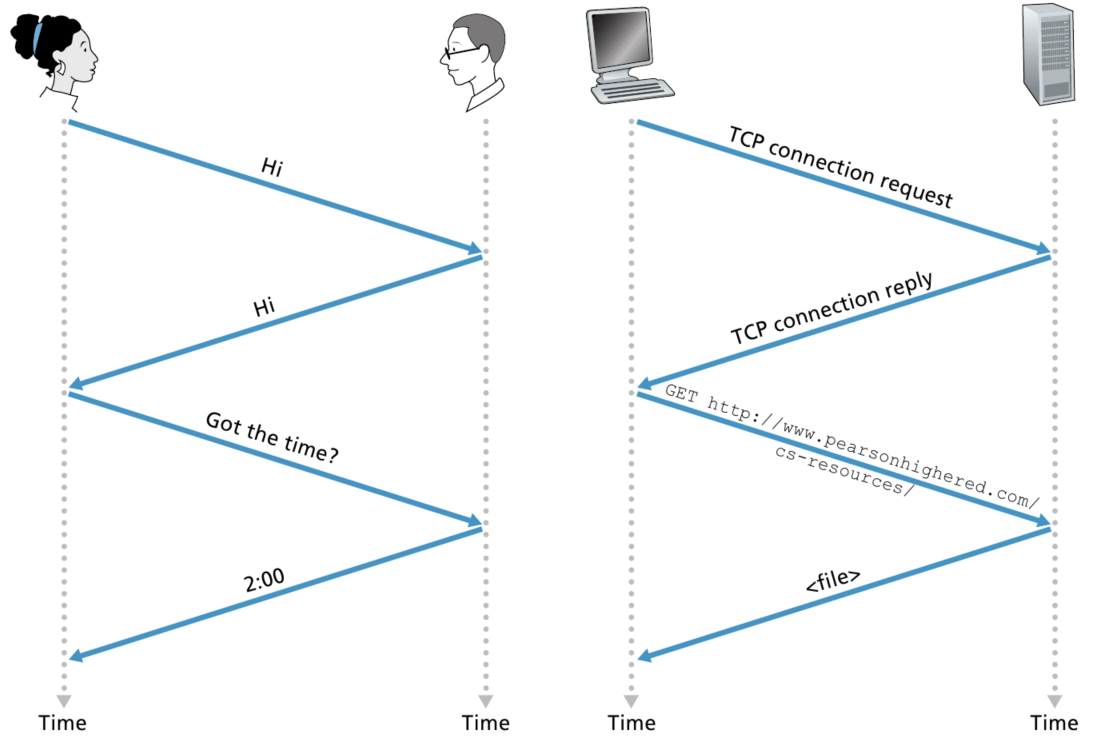 Hi
Hi
Got the time?
2:00
Time
Time
TCP connection request
TCP connection reply
GET http://www.pearsonhighered.com/
cs-resources/
<file>
Time
Time